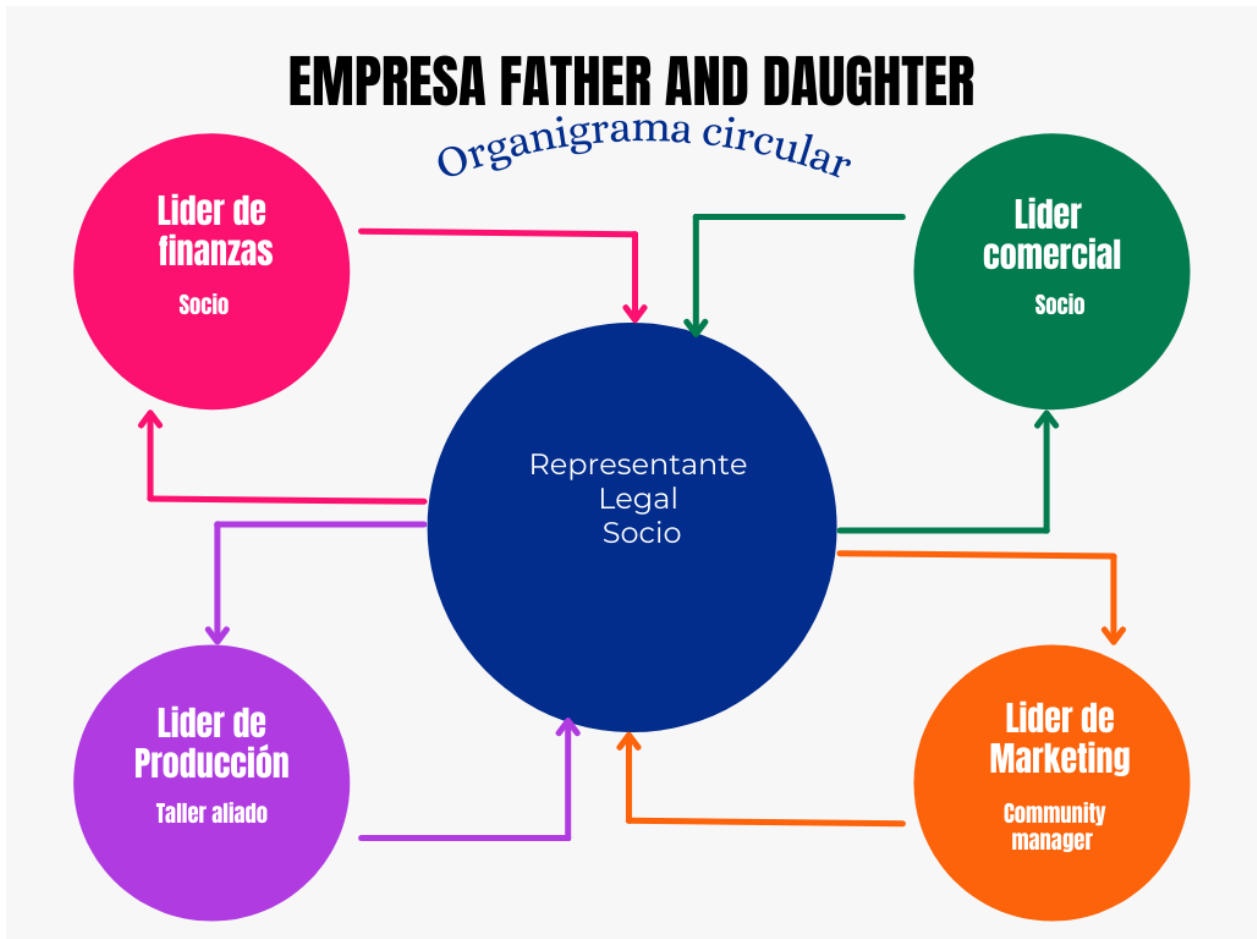 EMPRESA FATHER AND DAUGHTER
Organigrama circular
Lider de
finanzas
Socio
Lider
comercial
Socio
Representante
Legal
Socio
Lider de
Producción
Taller aliado
Lider de
Marketing
Community
manager